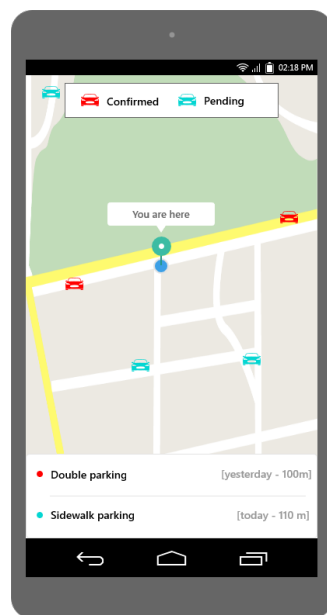 02:18 PM
Confirmed Pending
You are here
Double parking [yesterday - 100m]
Sidewalk parking [today - 110 m]